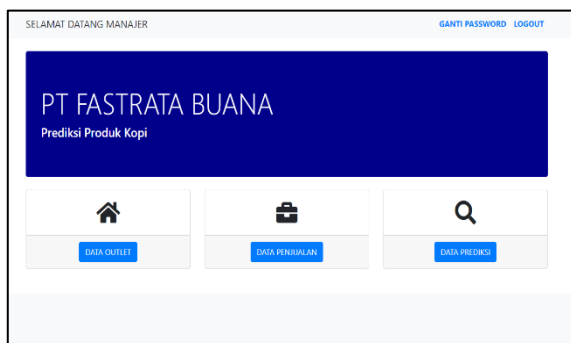 SELAMAT DATANG MANAJER
GANTI PASSWORD LOGOUT
PT FASTRATA BUANA
Prediksi Produk Kopi
DATA OUTLET
DATA PENJUALAN
DATA PREDIKSI